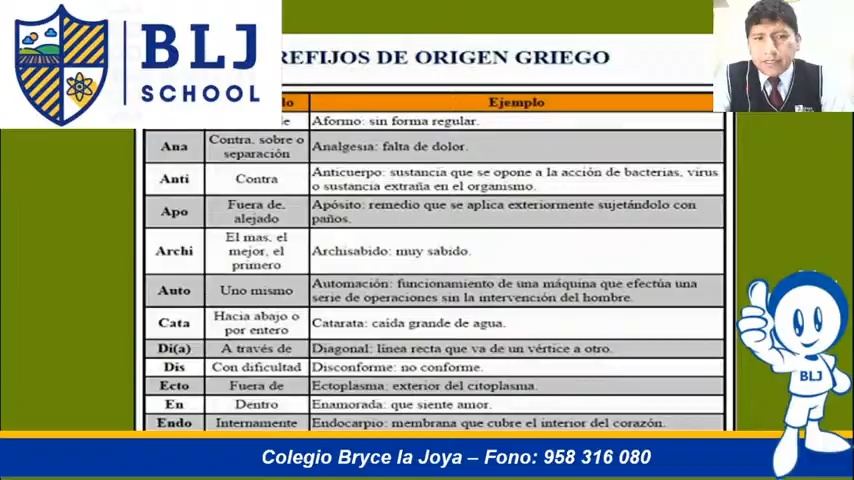 BLJ
SCHOOL
REFIJOS DE ORIGEN GRIEGO
Ejemplo
Aformo: sin forma regular.
Ana
Contra, sobre o
separación
Analgesia: falta de dolor.
Anti
Contra
Anticuerpo: sustancia que se opone a la acción de bacterias, virus
o sustancia extraña en el organismo.
Apo
Fuera de,
alejado
Apósito: remedio que se aplica exteriormente sujetándolo con
paños.
Archi
El mas, el
mejor, el
primero
Archisabido: muy sabido.
Auto
Uno mismo
Automación: funcionamiento de una máquina que efectúa una
serie de operaciones sin la intervención del hombre.
Cata
Hacia abajo o
por entero
Catarata: caida grande de agua.
Di(a)
A través de
Diagonal: línea recta que va de un vértice a otro.
Dis
Con dificultad
Disconforme: no conforme.
Ecto
Fuera de
Ectoplasma: exterior del citoplasma.
En
Dentro
Enamorada: que siente amor.
Endo
Internamente
Endocarpio: membrana que cubre el interior del corazón.
BLJ
Colegio Bryce la Joya – Fono: 958 316 080